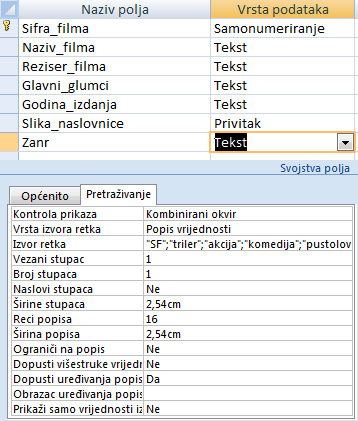 Naziv polja Vrsta podataka
Sifra_filma Samonumeriranje
Naziv_filma Tekst
Reziser_filma Tekst
Glavni_glumci Tekst
Godina_izdanja Tekst
Slika_naslovnice Privitak
Zanr Tekst
Svojstva polja
Općenito Pretraživanje
Kontrola prikaza Kombinirani okvir
Vrsta izvora retka Popis vrijednosti
Izvor retka "SF";"triler";"akcija";"komedija";"pustolov
Vezani stupac 1
Broj stupaca 1
Naslovi stupaca Ne
Širine stupaca 2,54cm
Reci popisa 16
Širina popisa 2,54cm
Ograniči na popis Ne
Dopusti višestruke vrijedn Ne
Dopusti uređivanja popis Da
Obrazac uređivanja popis
Prikaži samo vrijednosti iz Ne